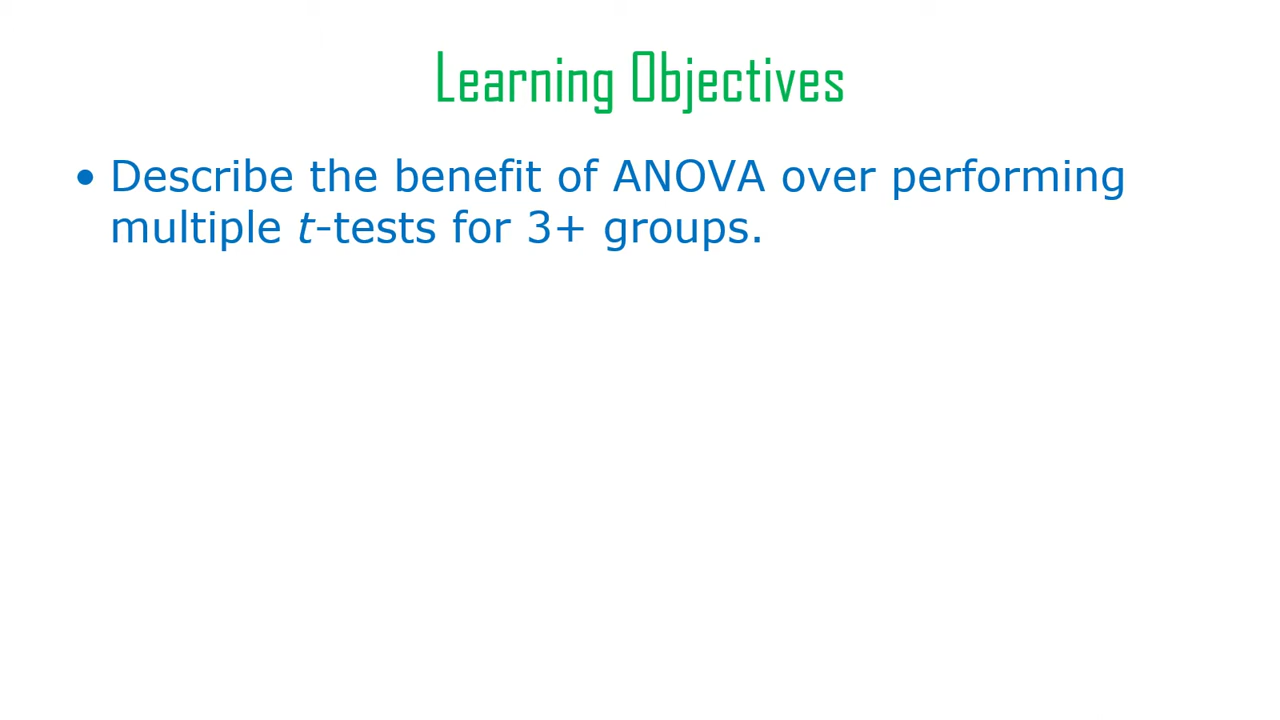 Learning Objectives
• Describe the benefit of ANOVA over performing
multiple t-tests for 3+ groups.